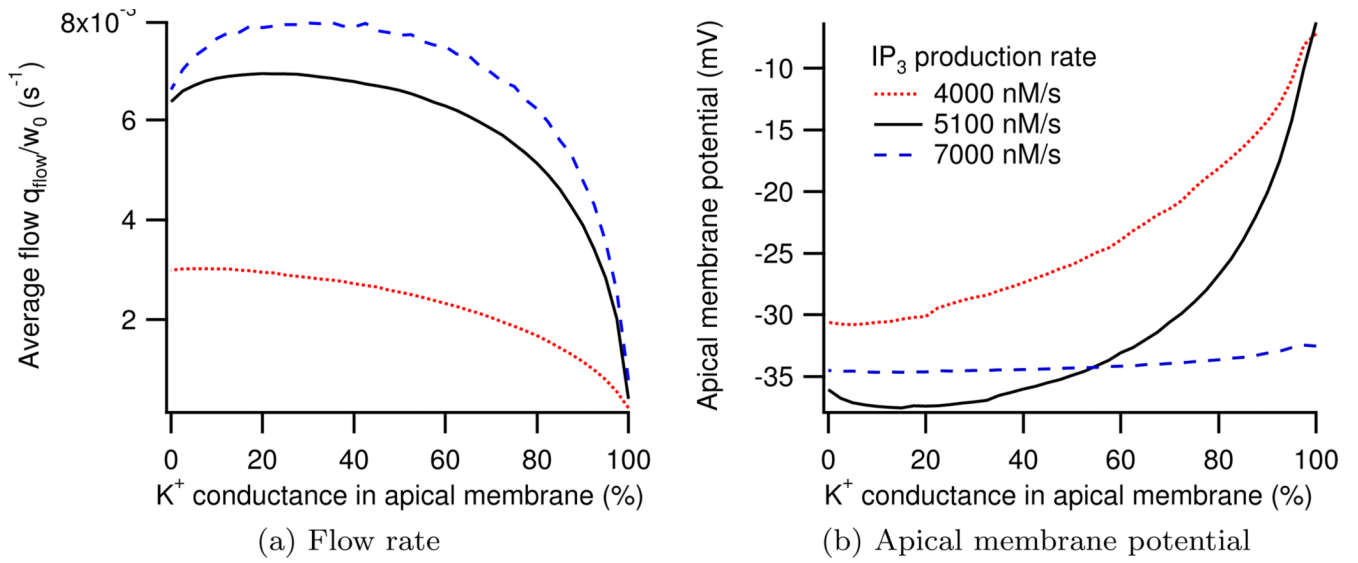 8x10⁻³
6
4
2
Average flow q_flow/w_0 (s⁻¹)
0 20 40 60 80 100
K⁺ conductance in apical membrane (%)
(a) Flow rate
-10
-15
-20
-25
-30
-35
Apical membrane potential (mV)
IP₃ production rate
4000 nM/s
5100 nM/s
7000 nM/s
0 20 40 60 80 100
K⁺ conductance in apical membrane (%)
(b) Apical membrane potential